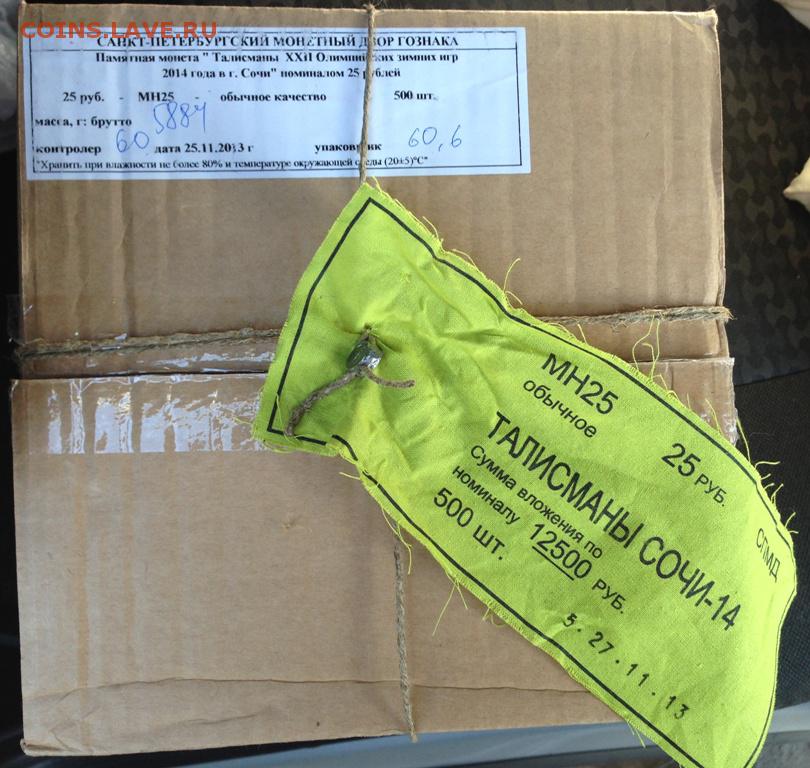 COINS.LAVE.RU
САНКТ-ПЕТЕРБУРГСКИЙ МОНЕТНЫЙ ДВОР ГОЗНАКА
Памятная монета " Талисманы XXII Олимпийских зимних игр
2014 года в г. Сочи" номиналом 25 рублей
25 руб. - МН25 - обычное качество 500 шт.
масса, г: брутто 5884
контролер 60 дата 25.11.2013 г упаковщик 60,6
"Хранить при влажности не более 80% и температуре окружающей среды (20±5)°С"
МН25 25 РУБ. СПМД
обычное
ТАЛИСМАНЫ СОЧИ-14
Сумма вложения по
номиналу 12500 РУБ.
500 ШТ.
5 · 27 · 11 · 13